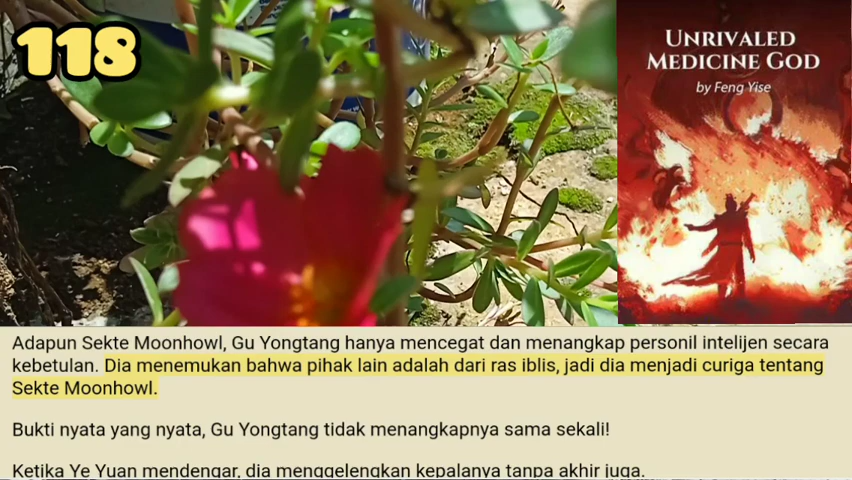 118
UNRIVALED
MEDICINE GOD
by Feng Yise
Adapun Sekte Moonhowl, Gu Yongtang hanya mencegat dan menangkap personil intelijen secara
kebetulan. Dia menemukan bahwa pihak lain adalah dari ras iblis, jadi dia menjadi curiga tentang
Sekte Moonhowl.
Bukti nyata yang nyata, Gu Yongtang tidak menangkapnya sama sekali!
Ketika Ye Yuan mendengar, dia menggelengkan kepalanya tanpa akhir juga.